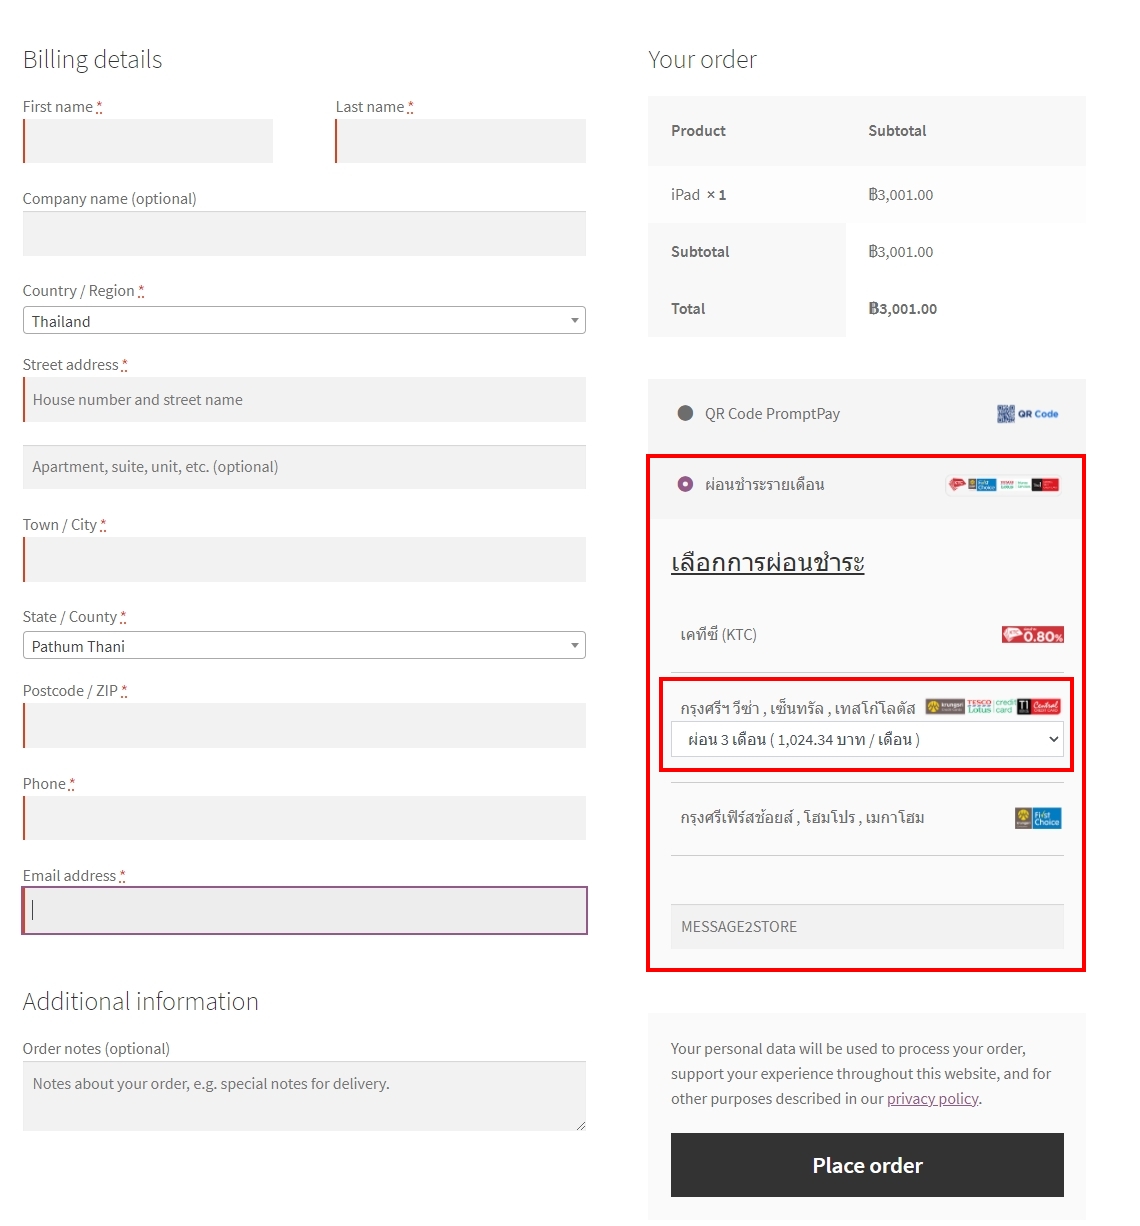 Billing details
First name *
Last name *
Company name (optional)
Country / Region *
Thailand
Street address *
House number and street name
Apartment, suite, unit, etc. (optional)
Town / City *
State / County *
Pathum Thani
Postcode / ZIP *
Phone *
Email address *
Additional information
Order notes (optional)
Notes about your order, e.g. special notes for delivery.
Your order
Product Subtotal
iPad × 1 ฿3,001.00
Subtotal ฿3,001.00
Total ฿3,001.00
QR Code PromptPay QR Code
ผ่อนชำระรายเดือน
เลือกการผ่อนชำระ
เคทีซี (KTC) 0.80%
กรุงศรีฯ วีซ่า , เซ็นทรัล , เทสโก้โลตัส krungsri TESCO Lotus credit card T1 Central
ผ่อน 3 เดือน ( 1,024.34 บาท / เดือน )
กรุงศรีเฟิร์สช้อยส์ , โฮมโปร , เมกาโฮม First Choice
MESSAGE2STORE
Your personal data will be used to process your order,
support your experience throughout this website, and for
other purposes described in our privacy policy.
Place order